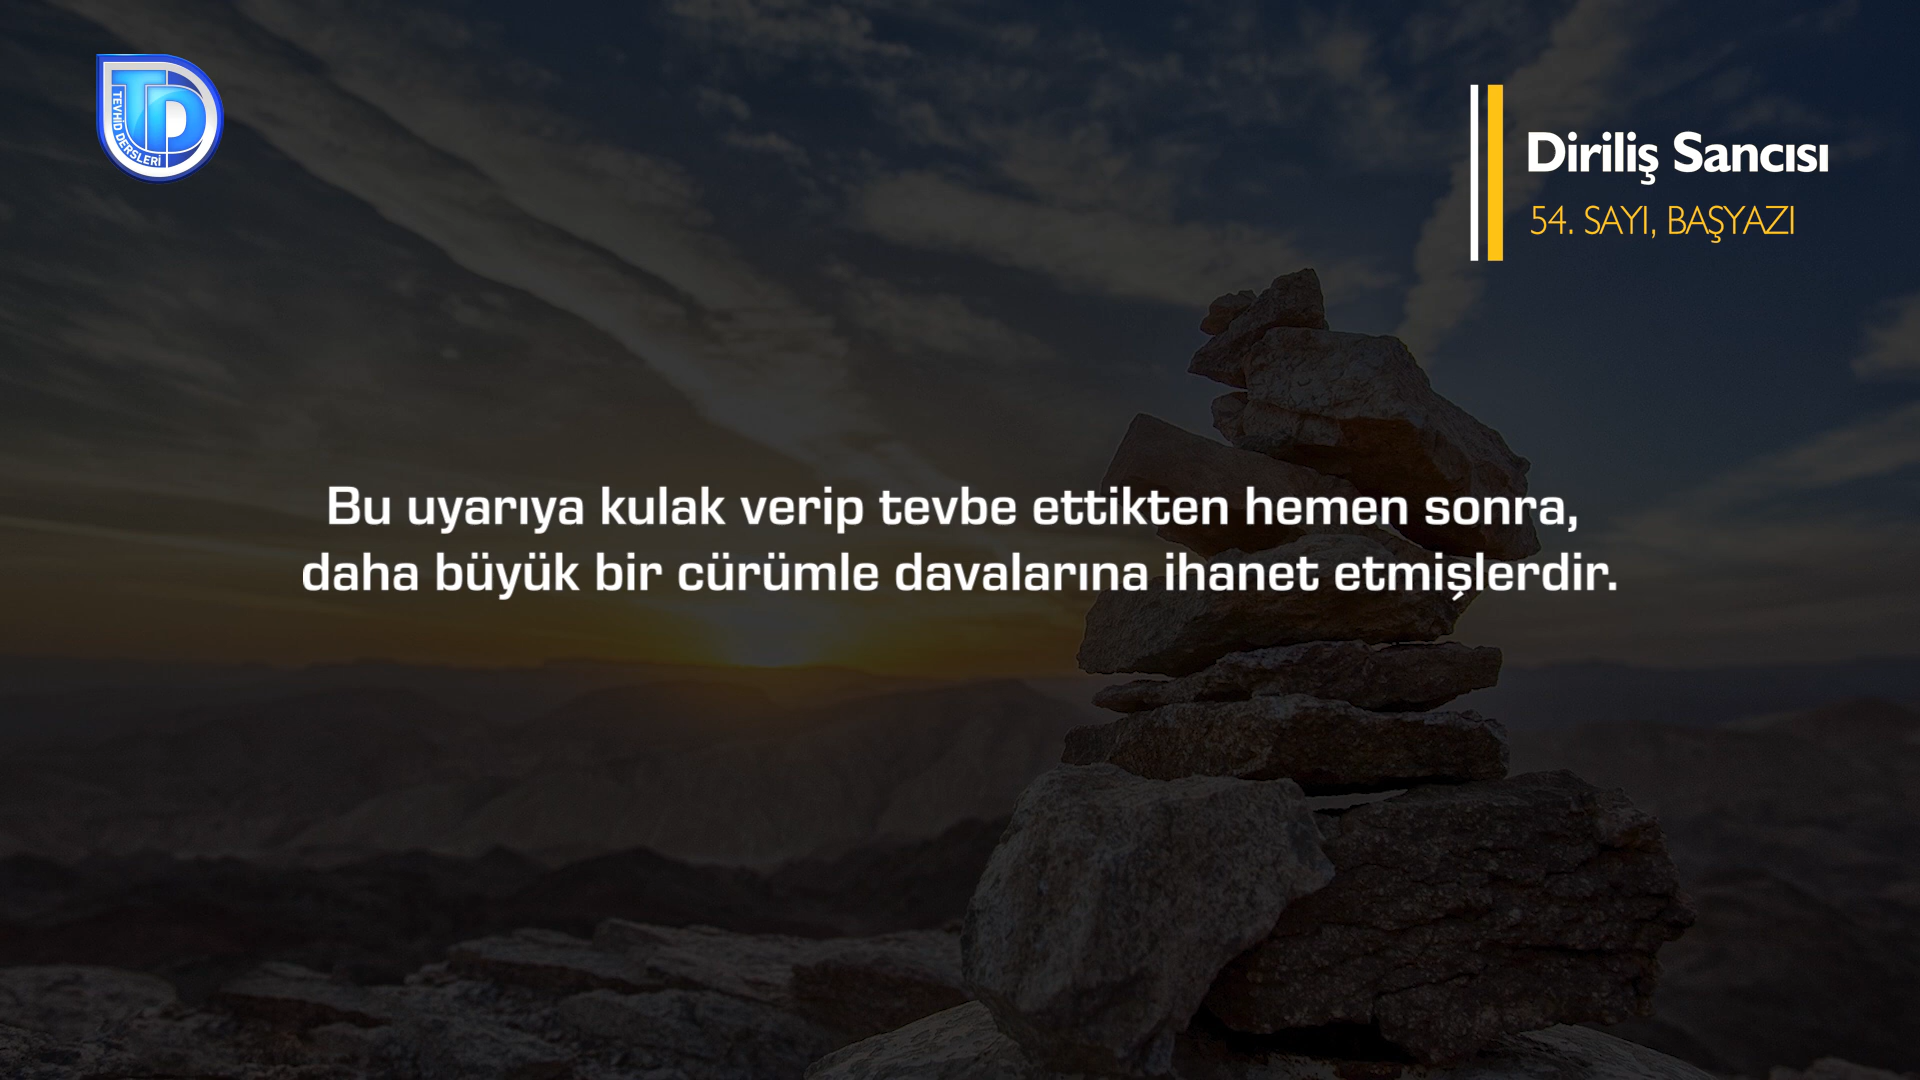 TD
TEVHİD DERSLERİ
Diriliş Sancısı
54. SAYI, BAŞYAZI
Bu uyarıya kulak verip tevbe ettikten hemen sonra,
daha büyük bir cürümle davalarına ihanet etmişlerdir.